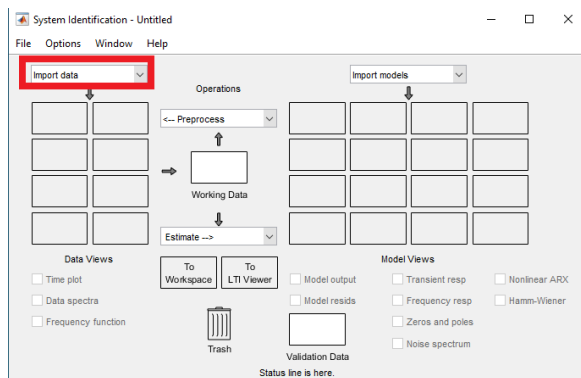 System Identification - Untitled
File Options Window Help
Import data
Import models
Operations
<-- Preprocess
Working Data
Estimate -->
Data Views
Model Views
To Workspace
To LTI Viewer
Time plot
Data spectra
Frequency function
Model output
Model resids
Transient resp
Frequency resp
Zeros and poles
Noise spectrum
Nonlinear ARX
Hamm-Wiener
Trash
Validation Data
Status line is here.